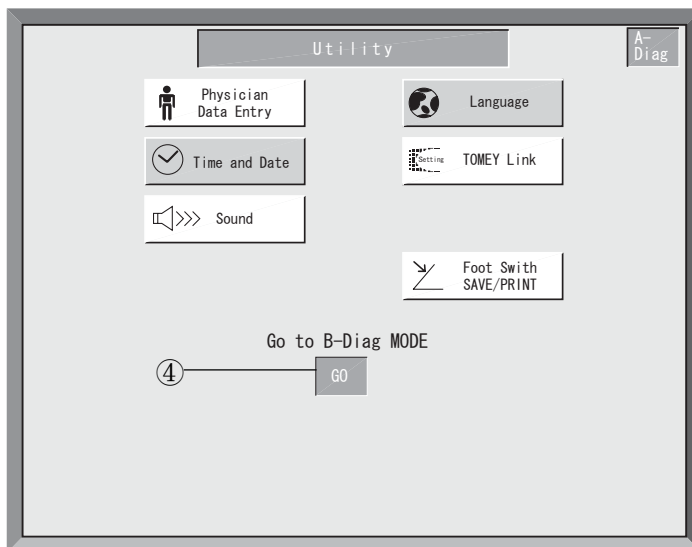 Utility
A-
Diag
Physician
Data Entry
Language
Time and Date
Setting
TOMEY Link
Sound
Foot Swith
SAVE/PRINT
Go to B-Diag MODE
④
GO